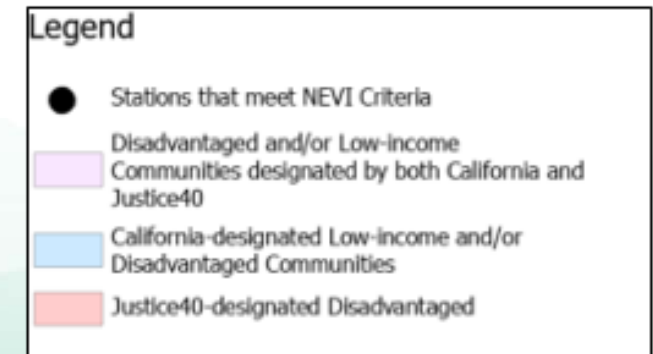 Legend
Stations that meet NEVI Criteria
Disadvantaged and/or Low-income
Communities designated by both California and
Justice40
California-designated Low-income and/or
Disadvantaged Communities
Justice40-designated Disadvantaged